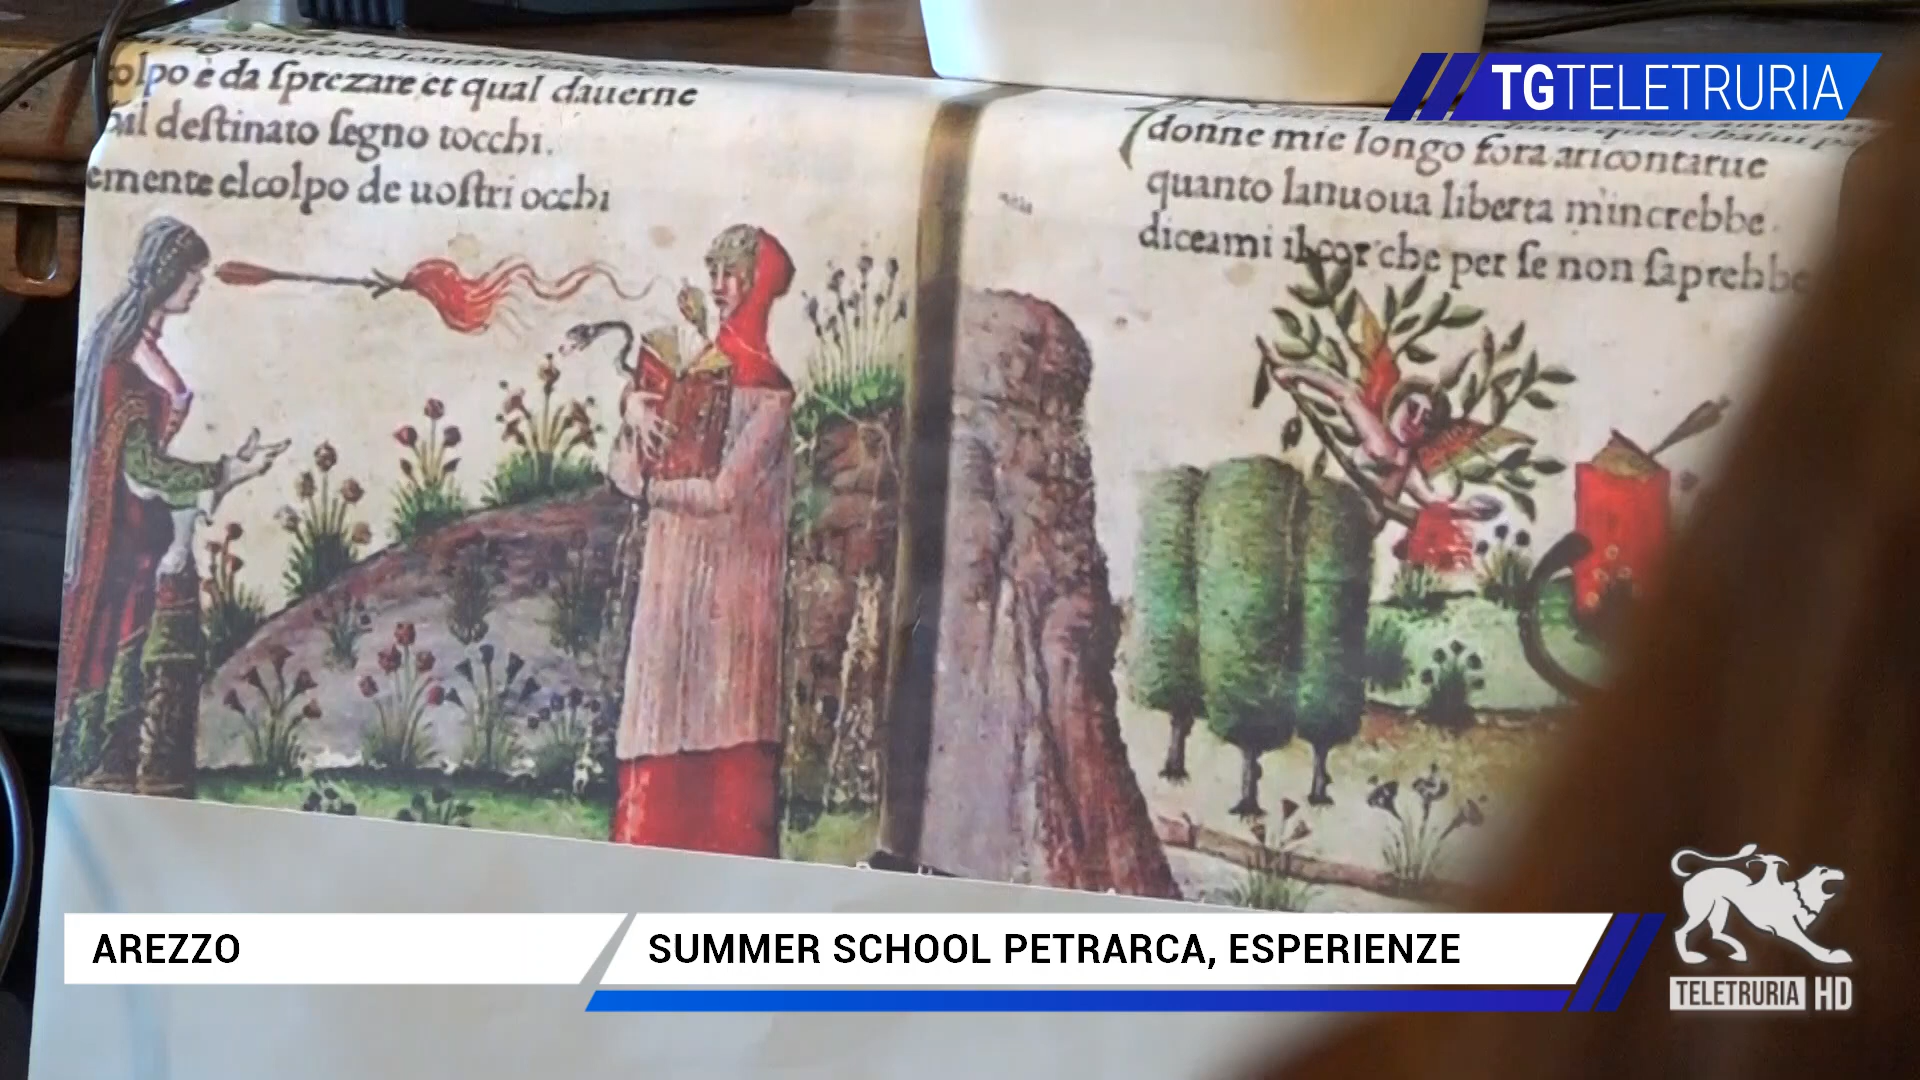 olpo è da ſprezare et qual dauerne
il deſtinato ſegno tocchi.
emente elcolpo de uoſtri occhi
donne mie longo fora aricontarue
quanto lanuoua liberta mincrebbe.
diceami il cor che per ſe non ſaprebbe
TGTELETRURIA
AREZZO
SUMMER SCHOOL PETRARCA, ESPERIENZE
TELETRURIA HD